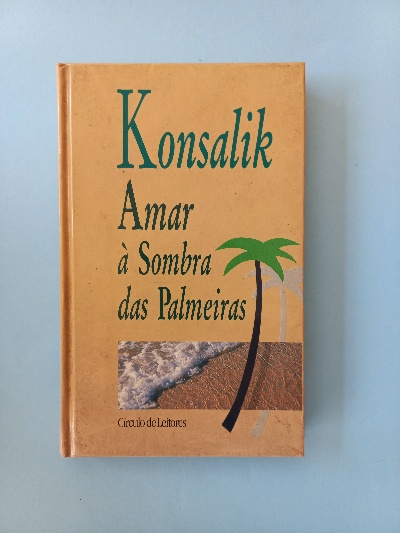 Konsalik
Amar
à Sombra
das Palmeiras
Círculo de Leitores